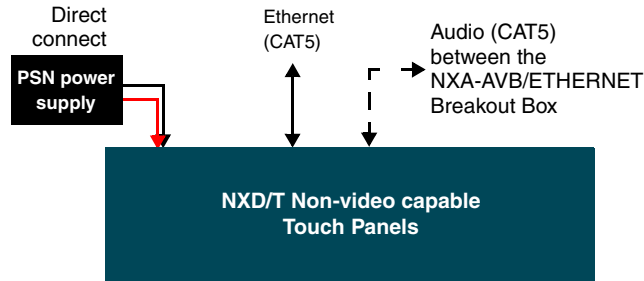 Direct
connect
PSN power
supply
Ethernet
(CAT5)
Audio (CAT5)
between the
NXA-AVB/ETHERNET
Breakout Box
NXD/T Non-video capable
Touch Panels